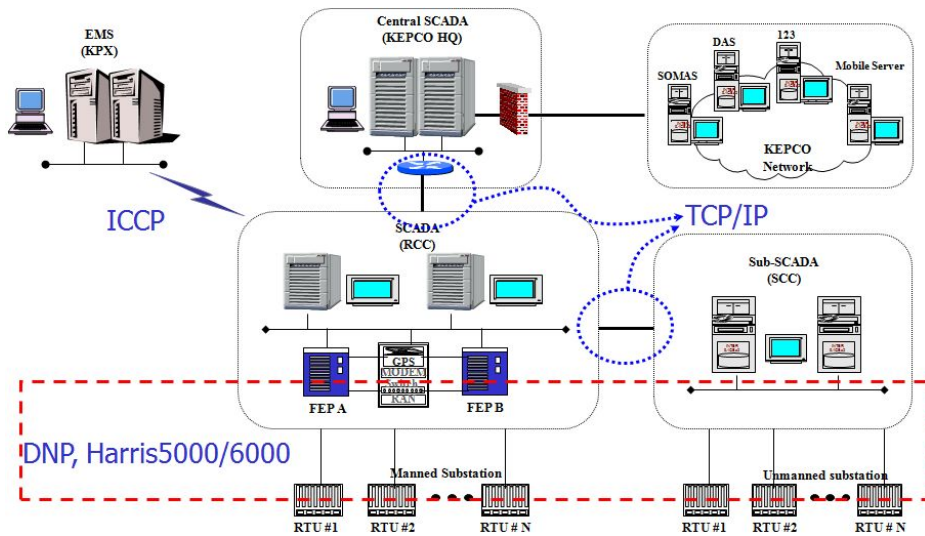 EMS
(KPX)
Central SCADA
(KEPCO HQ)
SOMAS
DAS
123
Mobile Server
KEPCO
Network
ICCP
TCP/IP
SCADA
(RCC)
Sub-SCADA
(SCC)
GPS
MODEM
Switch
KAN
FEP A
FEP B
DNP, Harris5000/6000
Manned Substation
Unmanned substation
RTU #1
RTU #2
RTU # N
RTU #1
RTU #2
RTU # N